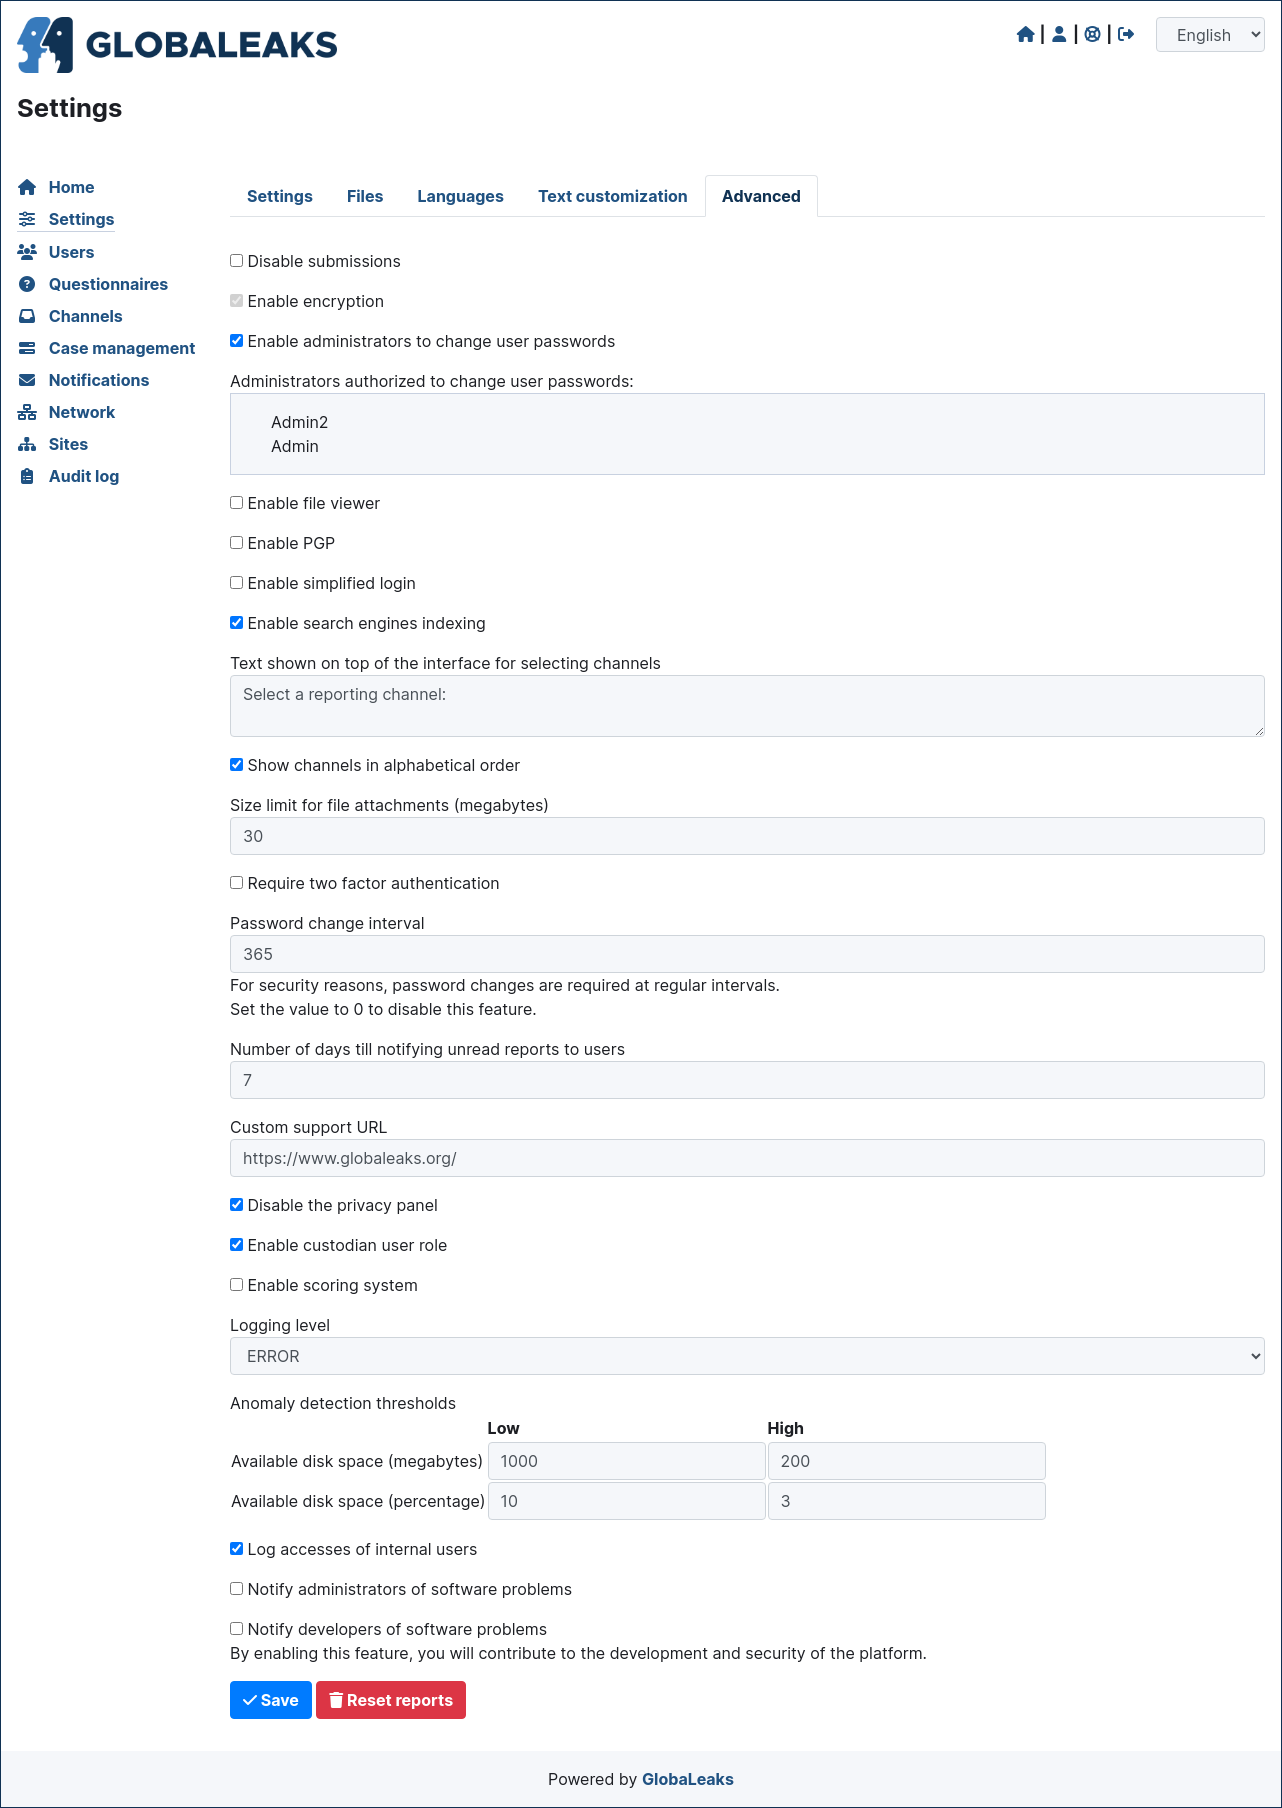 GLOBALEAKS
| | |
English
Settings
Home
Settings
Users
Questionnaires
Channels
Case management
Notifications
Network
Sites
Audit log
Settings Files Languages Text customization Advanced
Disable submissions
Enable encryption
Enable administrators to change user passwords
Administrators authorized to change user passwords:
Admin2
Admin
Enable file viewer
Enable PGP
Enable simplified login
Enable search engines indexing
Text shown on top of the interface for selecting channels
Select a reporting channel:
Show channels in alphabetical order
Size limit for file attachments (megabytes)
30
Require two factor authentication
Password change interval
365
For security reasons, password changes are required at regular intervals.
Set the value to 0 to disable this feature.
Number of days till notifying unread reports to users
7
Custom support URL
https://www.globaleaks.org/
Disable the privacy panel
Enable custodian user role
Enable scoring system
Logging level
ERROR
Anomaly detection thresholds
Low High
Available disk space (megabytes) 1000 200
Available disk space (percentage) 10 3
Log accesses of internal users
Notify administrators of software problems
Notify developers of software problems
By enabling this feature, you will contribute to the development and security of the platform.
Save Reset reports
Powered by GlobaLeaks